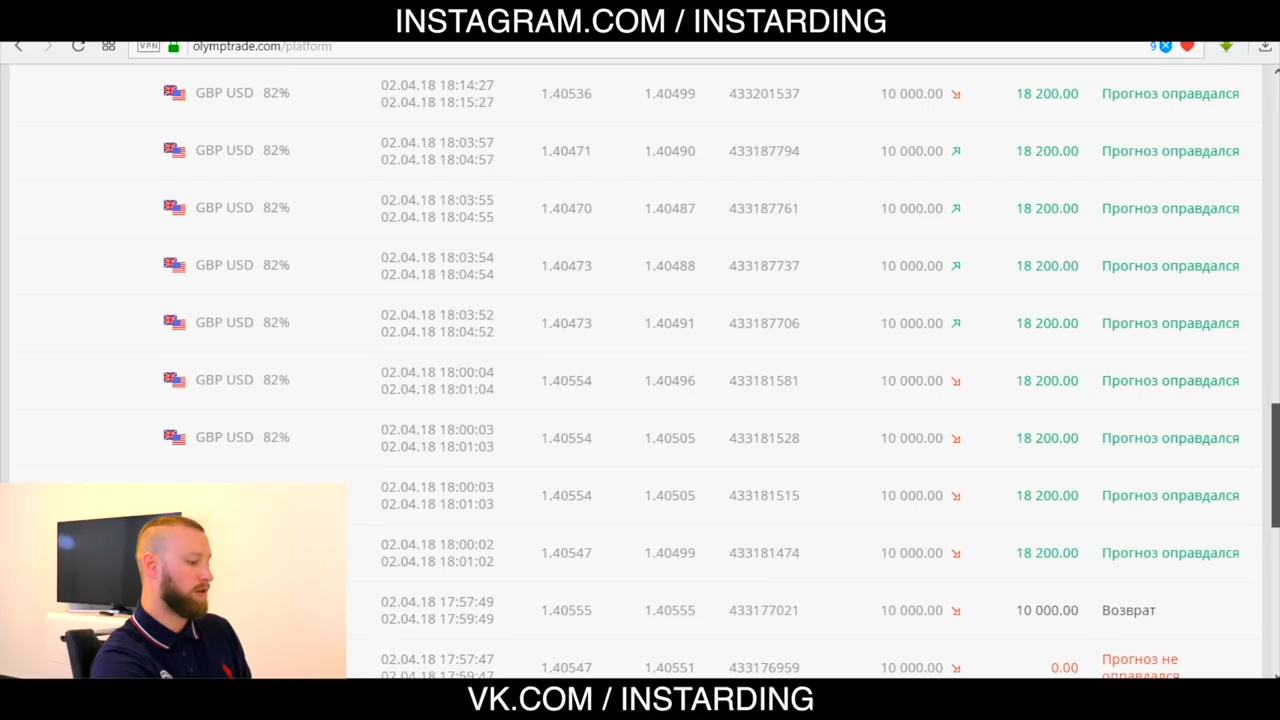 INSTAGRAM.COM / INSTARDING
VPN olymptrade.com/platform 9
GBP USD 82% 02.04.18 18:14:27 1.40536 1.40499 433201537 10 000.00 18 200.00 Прогноз оправдался
02.04.18 18:15:27
GBP USD 82% 02.04.18 18:03:57 1.40471 1.40490 433187794 10 000.00 18 200.00 Прогноз оправдался
02.04.18 18:04:57
GBP USD 82% 02.04.18 18:03:55 1.40470 1.40487 433187761 10 000.00 18 200.00 Прогноз оправдался
02.04.18 18:04:55
GBP USD 82% 02.04.18 18:03:54 1.40473 1.40488 433187737 10 000.00 18 200.00 Прогноз оправдался
02.04.18 18:04:54
GBP USD 82% 02.04.18 18:03:52 1.40473 1.40491 433187706 10 000.00 18 200.00 Прогноз оправдался
02.04.18 18:04:52
GBP USD 82% 02.04.18 18:00:04 1.40554 1.40496 433181581 10 000.00 18 200.00 Прогноз оправдался
02.04.18 18:01:04
GBP USD 82% 02.04.18 18:00:03 1.40554 1.40505 433181528 10 000.00 18 200.00 Прогноз оправдался
02.04.18 18:01:03
02.04.18 18:00:03 1.40554 1.40505 433181515 10 000.00 18 200.00 Прогноз оправдался
02.04.18 18:01:03
02.04.18 18:00:02 1.40547 1.40499 433181474 10 000.00 18 200.00 Прогноз оправдался
02.04.18 18:01:02
02.04.18 17:57:49 1.40555 1.40555 433177021 10 000.00 10 000.00 Возврат
02.04.18 17:59:49
02.04.18 17:57:47 1.40547 1.40551 433176959 10 000.00 0.00 Прогноз не
02.04.18 17:59:47 оправдался
VK.COM / INSTARDING